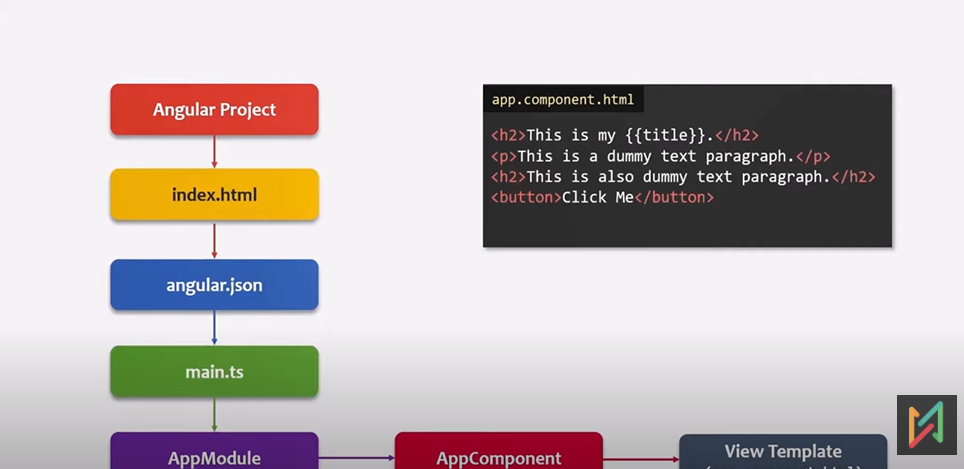 Angular Project
index.html
angular.json
main.ts
AppModule
AppComponent
View Template
app.component.html
<h2>This is my {{title}}.</h2>
<p>This is a dummy text paragraph.</p>
<h2>This is also dummy text paragraph.</h2>
<button>Click Me</button>